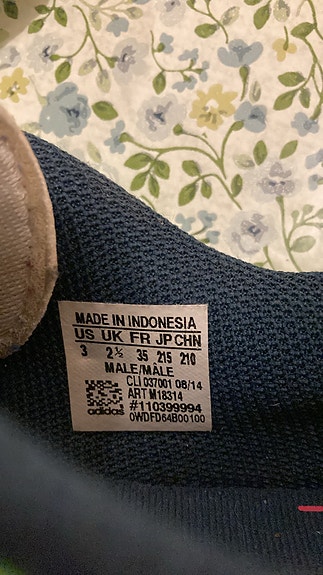 MADE IN INDONESIA
US UK FR JP CHN
3 2½ 35 215 210
MALE/MÂLE
CLI 037001 08/14
ART M18314
#110399994
adidas 0WDFD64B00100